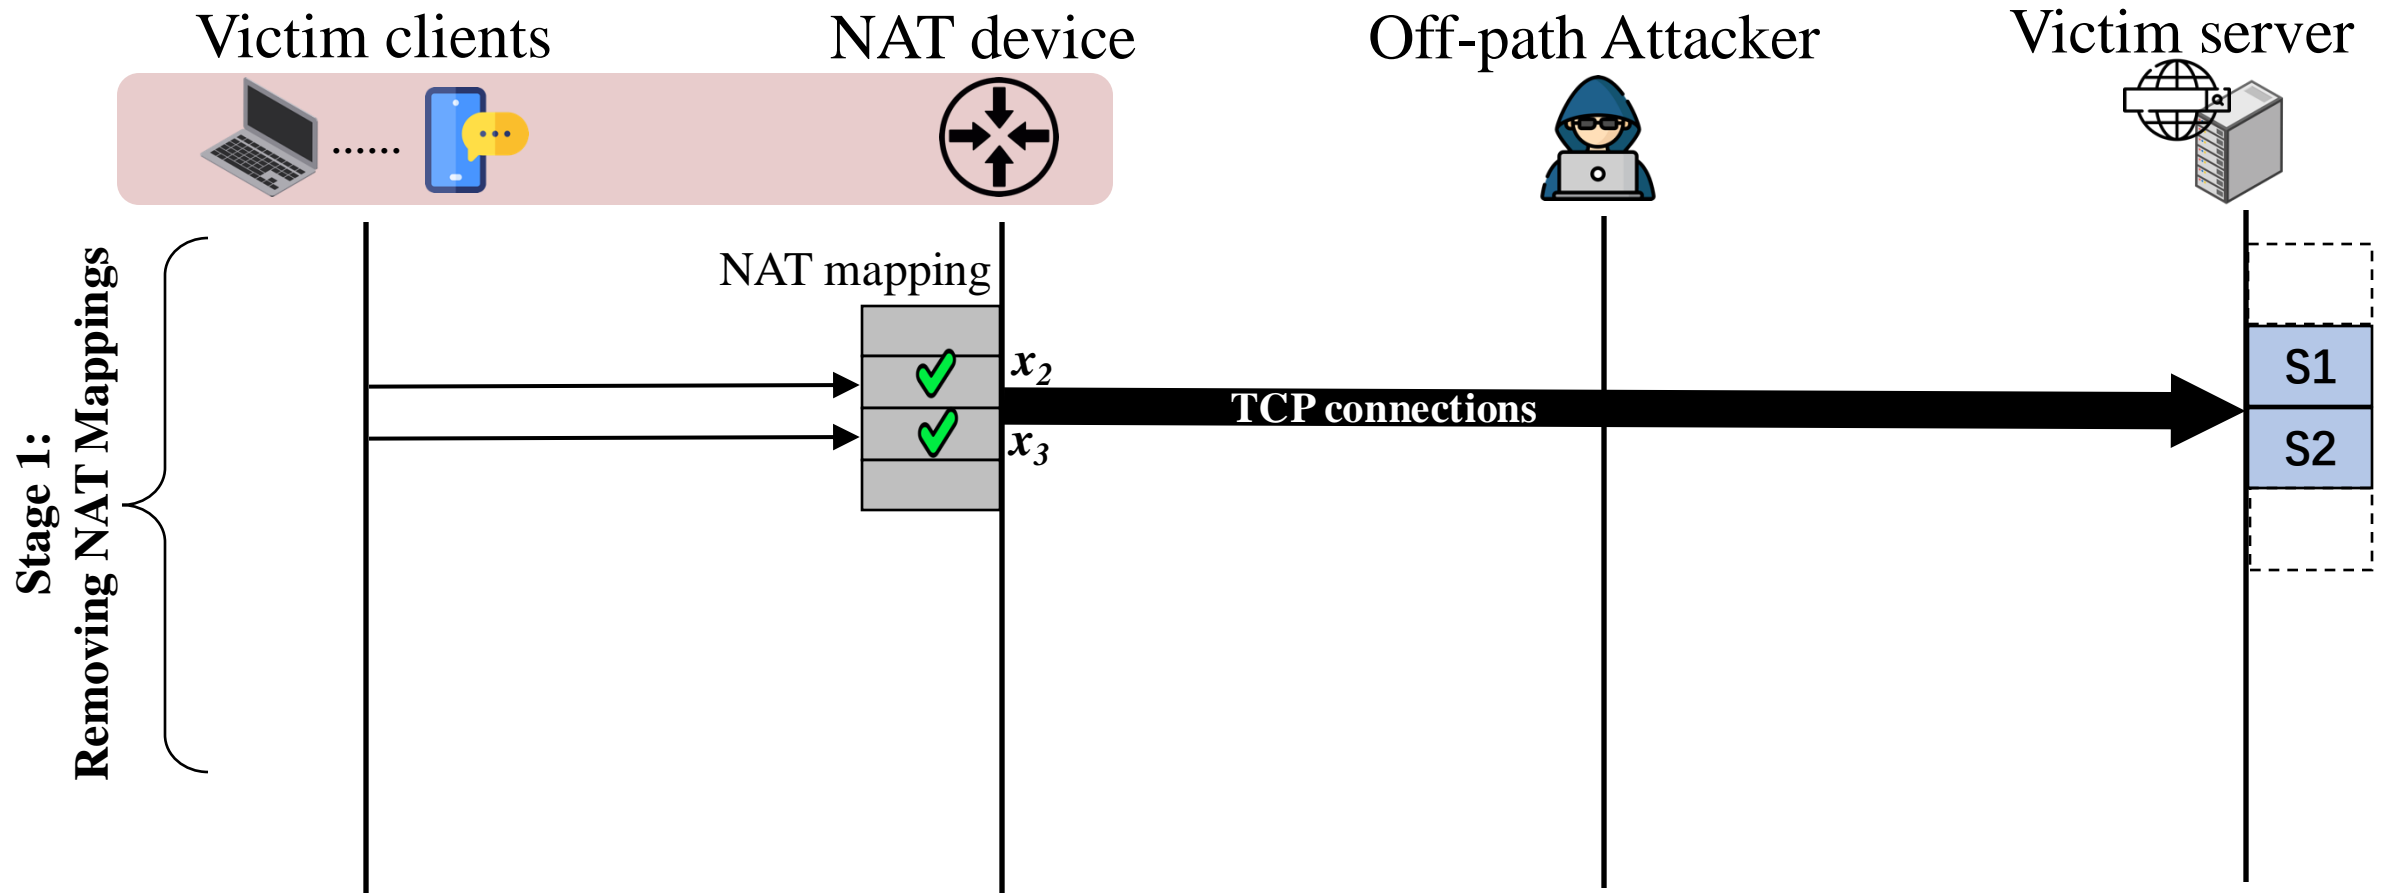 Victim clients
NAT device
Off-path Attacker
Victim server
Stage 1:
Removing NAT Mappings
NAT mapping
x2
x3
TCP connections
S1
S2